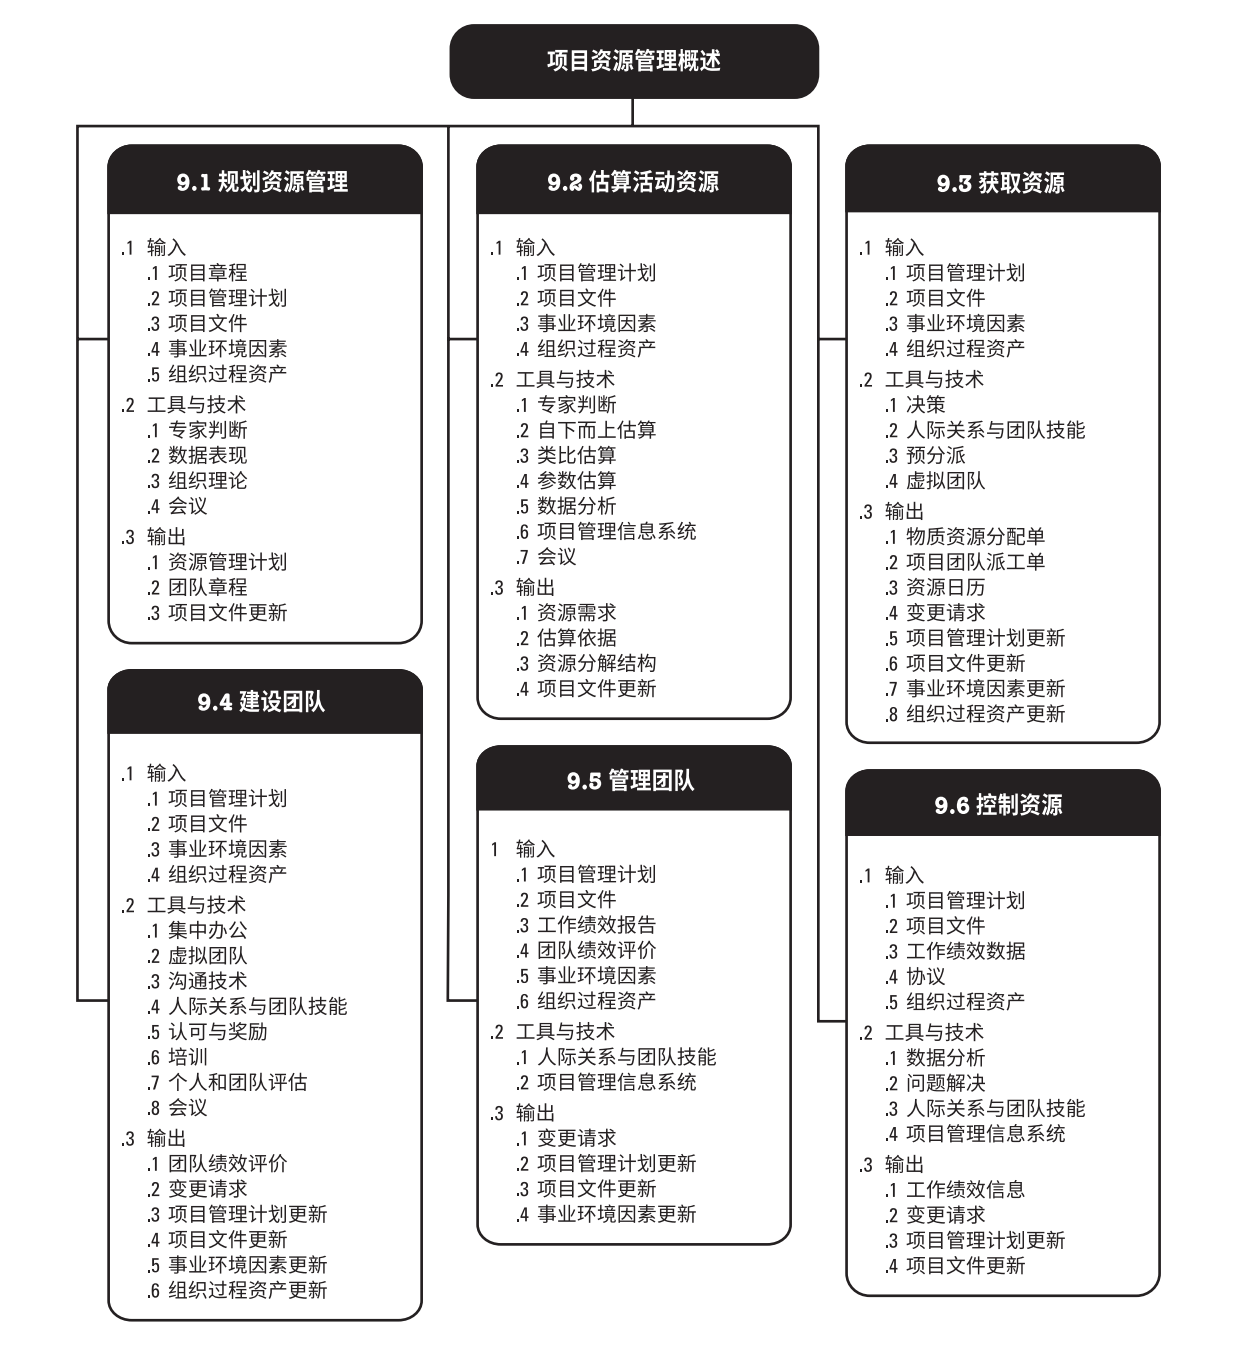 项目资源管理概述
9.1 规划资源管理
.1 输入
.1 项目章程
.2 项目管理计划
.3 项目文件
.4 事业环境因素
.5 组织过程资产
.2 工具与技术
.1 专家判断
.2 数据表现
.3 组织理论
.4 会议
.3 输出
.1 资源管理计划
.2 团队章程
.3 项目文件更新
9.2 估算活动资源
.1 输入
.1 项目管理计划
.2 项目文件
.3 事业环境因素
.4 组织过程资产
.2 工具与技术
.1 专家判断
.2 自下而上估算
.3 类比估算
.4 参数估算
.5 数据分析
.6 项目管理信息系统
.7 会议
.3 输出
.1 资源需求
.2 估算依据
.3 资源分解结构
.4 项目文件更新
9.3 获取资源
.1 输入
.1 项目管理计划
.2 项目文件
.3 事业环境因素
.4 组织过程资产
.2 工具与技术
.1 决策
.2 人际关系与团队技能
.3 预分派
.4 虚拟团队
.3 输出
.1 物质资源分配单
.2 项目团队派工单
.3 资源日历
.4 变更请求
.5 项目管理计划更新
.6 项目文件更新
.7 事业环境因素更新
.8 组织过程资产更新
9.4 建设团队
.1 输入
.1 项目管理计划
.2 项目文件
.3 事业环境因素
.4 组织过程资产
.2 工具与技术
.1 集中办公
.2 虚拟团队
.3 沟通技术
.4 人际关系与团队技能
.5 认可与奖励
.6 培训
.7 个人和团队评估
.8 会议
.3 输出
.1 团队绩效评价
.2 变更请求
.3 项目管理计划更新
.4 项目文件更新
.5 事业环境因素更新
.6 组织过程资产更新
9.5 管理团队
1 输入
.1 项目管理计划
.2 项目文件
.3 工作绩效报告
.4 团队绩效评价
.5 事业环境因素
.6 组织过程资产
.2 工具与技术
.1 人际关系与团队技能
.2 项目管理信息系统
.3 输出
.1 变更请求
.2 项目管理计划更新
.3 项目文件更新
.4 事业环境因素更新
9.6 控制资源
.1 输入
.1 项目管理计划
.2 项目文件
.3 工作绩效数据
.4 协议
.5 组织过程资产
.2 工具与技术
.1 数据分析
.2 问题解决
.3 人际关系与团队技能
.4 项目管理信息系统
.3 输出
.1 工作绩效信息
.2 变更请求
.3 项目管理计划更新
.4 项目文件更新